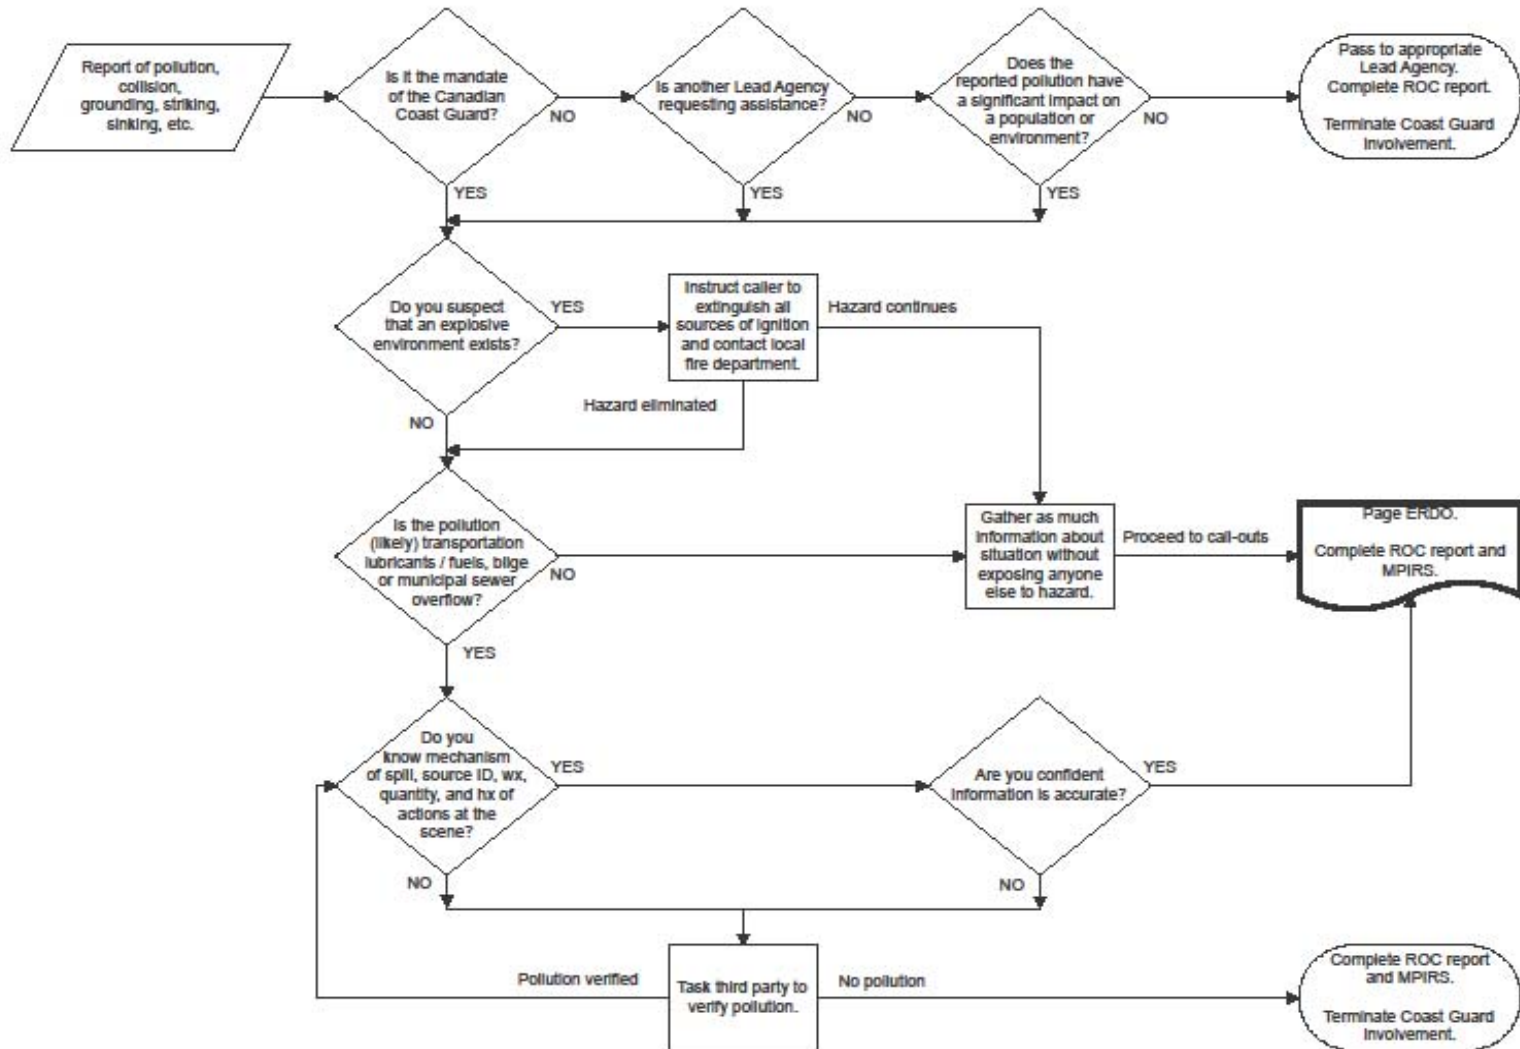 Report of pollution,
collision,
grounding, striking,
sinking, etc.
Is it the mandate
of the Canadian
Coast Guard?
NO
YES
Is another Lead Agency
requesting assistance?
NO
YES
Does the
reported pollution have
a significant impact on
a population or
environment?
NO
YES
Pass to appropriate
Lead Agency.
Complete ROC report.
Terminate Coast Guard
Involvement.
Do you suspect
that an explosive
environment exists?
YES
NO
Instruct caller to
extinguish all
sources of ignition
and contact local
fire department.
Hazard continues
Hazard eliminated
Is the pollution
(likely) transportation
lubricants / fuels, bilge
or municipal sewer
overflow?
NO
YES
Gather as much
information about
situation without
exposing anyone
else to hazard.
Proceed to call-outs
Page ERDO.
Complete ROC report and
MPIRS.
Do you
know mechanism
of spill, source ID, wx,
quantity, and hx of
actions at the
scene?
YES
NO
Are you confident
information is accurate?
YES
NO
Task third party to
verify pollution.
Pollution verified
No pollution
Complete ROC report
and MPIRS.
Terminate Coast Guard
Involvement.